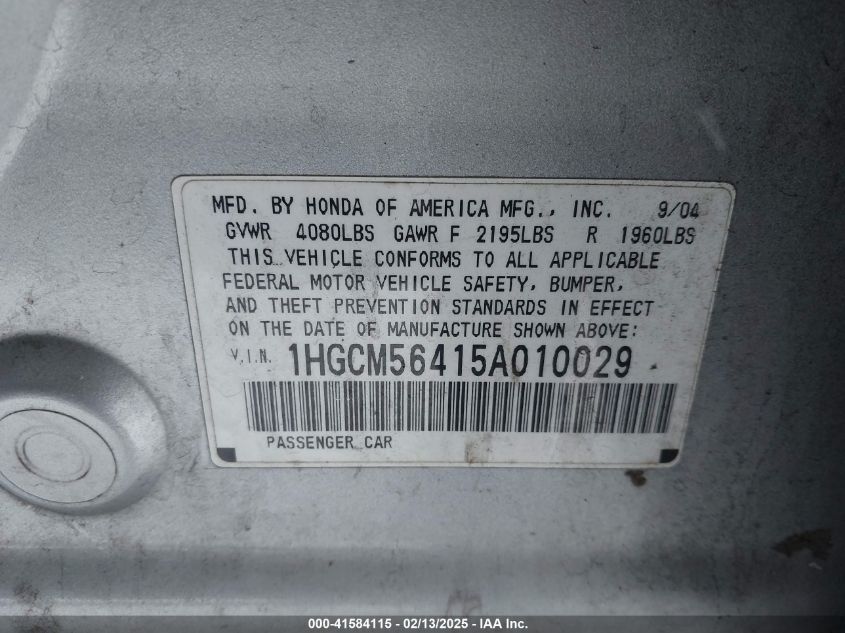 MFD. BY HONDA OF AMERICA MFG., INC. 9/04
GVWR 4080LBS GAWR F 2195LBS R 1960LBS
THIS VEHICLE CONFORMS TO ALL APPLICABLE
FEDERAL MOTOR VEHICLE SAFETY, BUMPER,
AND THEFT PREVENTION STANDARDS IN EFFECT
ON THE DATE OF MANUFACTURE SHOWN ABOVE:
V.I.N. 1HGCM56415A010029
PASSENGER CAR
000-41584115 - 02/13/2025 - IAA Inc.